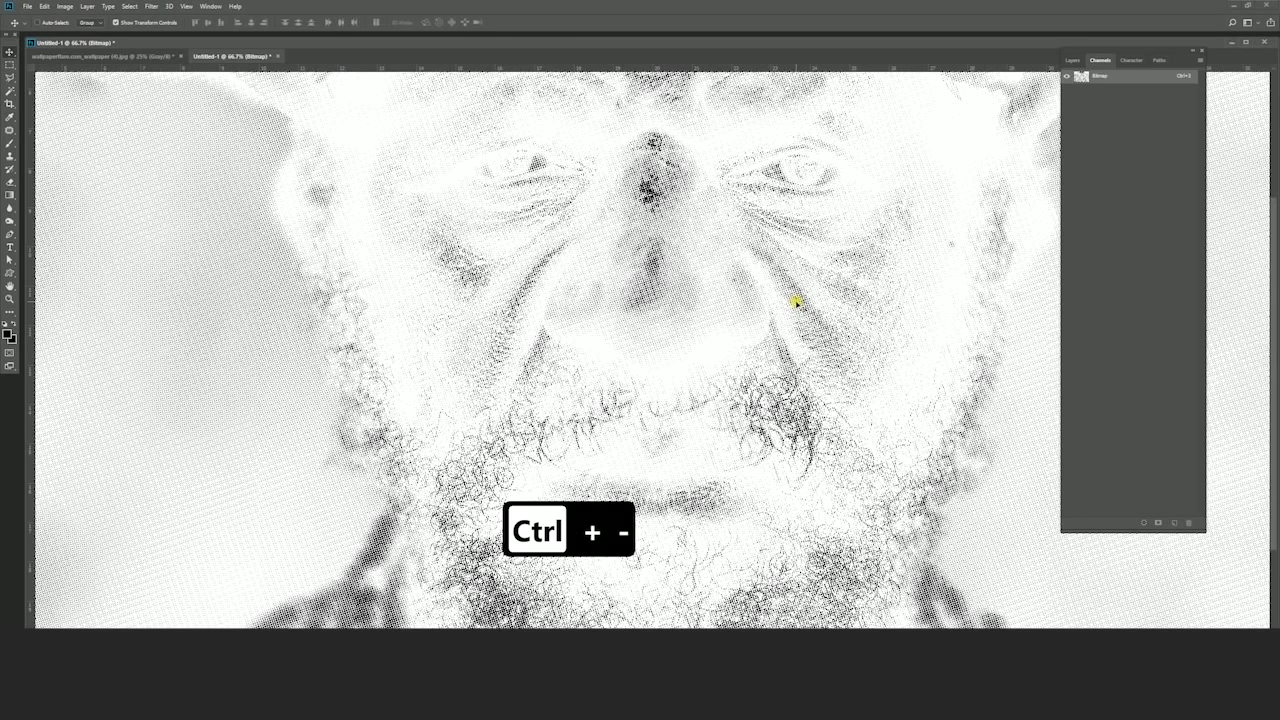 File Edit Image Layer Type Select Filter 3D View Window Help
Auto-Select: Group Show Transform Controls
Untitled-1 @ 66.7% (Bitmap) *
Untitled-1 @ 66.7% (Bitmap) * ×
Layers Channels Character Paths
Bitmap Ctrl+1
Ctrl + -